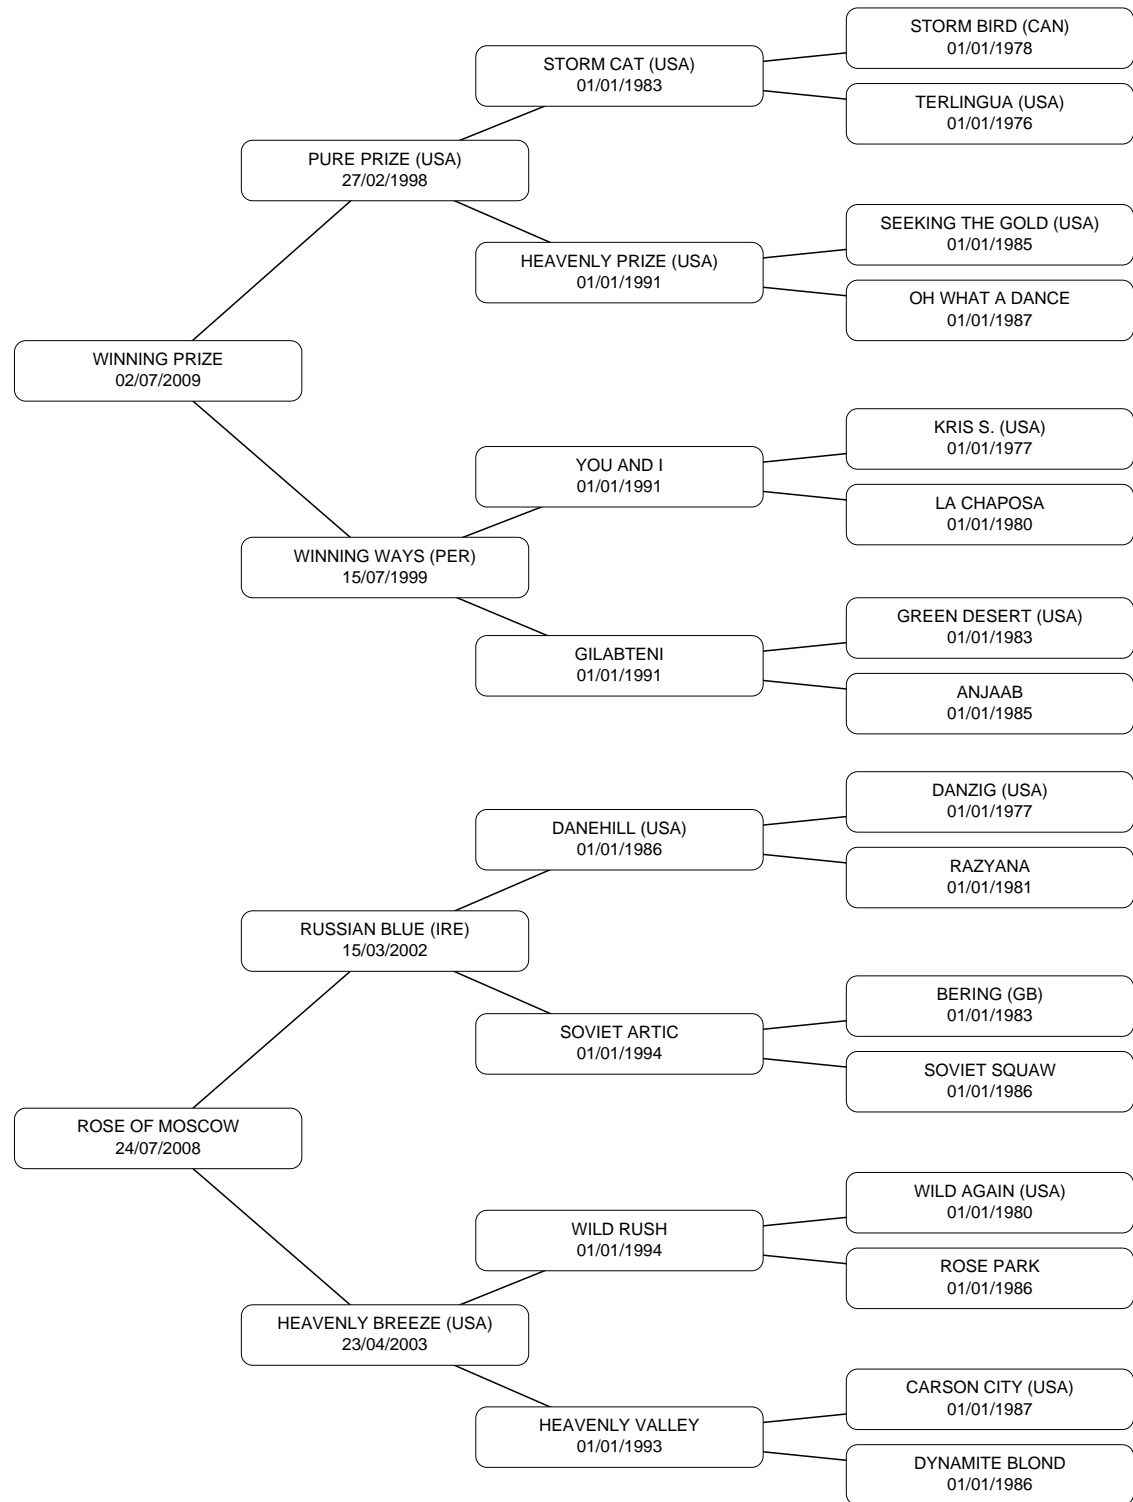 STORM BIRD (CAN)
01/01/1978
STORM CAT (USA)
01/01/1983
TERLINGUA (USA)
01/01/1976
PURE PRIZE (USA)
27/02/1998
SEEKING THE GOLD (USA)
01/01/1985
HEAVENLY PRIZE (USA)
01/01/1991
OH WHAT A DANCE
01/01/1987
WINNING PRIZE
02/07/2009
KRIS S. (USA)
01/01/1977
YOU AND I
01/01/1991
LA CHAPOSA
01/01/1980
WINNING WAYS (PER)
15/07/1999
GREEN DESERT (USA)
01/01/1983
GILABTENI
01/01/1991
ANJAAB
01/01/1985
DANZIG (USA)
01/01/1977
DANEHILL (USA)
01/01/1986
RAZYANA
01/01/1981
RUSSIAN BLUE (IRE)
15/03/2002
BERING (GB)
01/01/1983
SOVIET ARTIC
01/01/1994
SOVIET SQUAW
01/01/1986
ROSE OF MOSCOW
24/07/2008
WILD AGAIN (USA)
01/01/1980
WILD RUSH
01/01/1994
ROSE PARK
01/01/1986
HEAVENLY BREEZE (USA)
23/04/2003
CARSON CITY (USA)
01/01/1987
HEAVENLY VALLEY
01/01/1993
DYNAMITE BLOND
01/01/1986